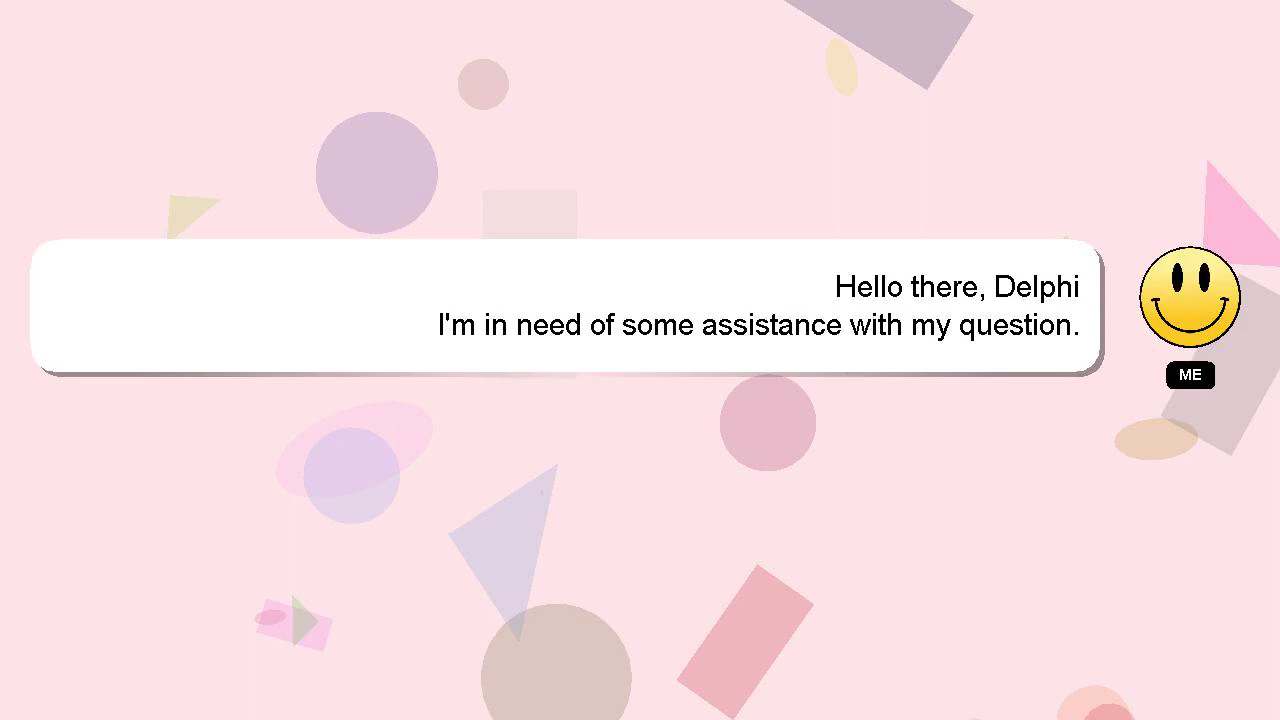 Hello there, Delphi
I'm in need of some assistance with my question.
ME